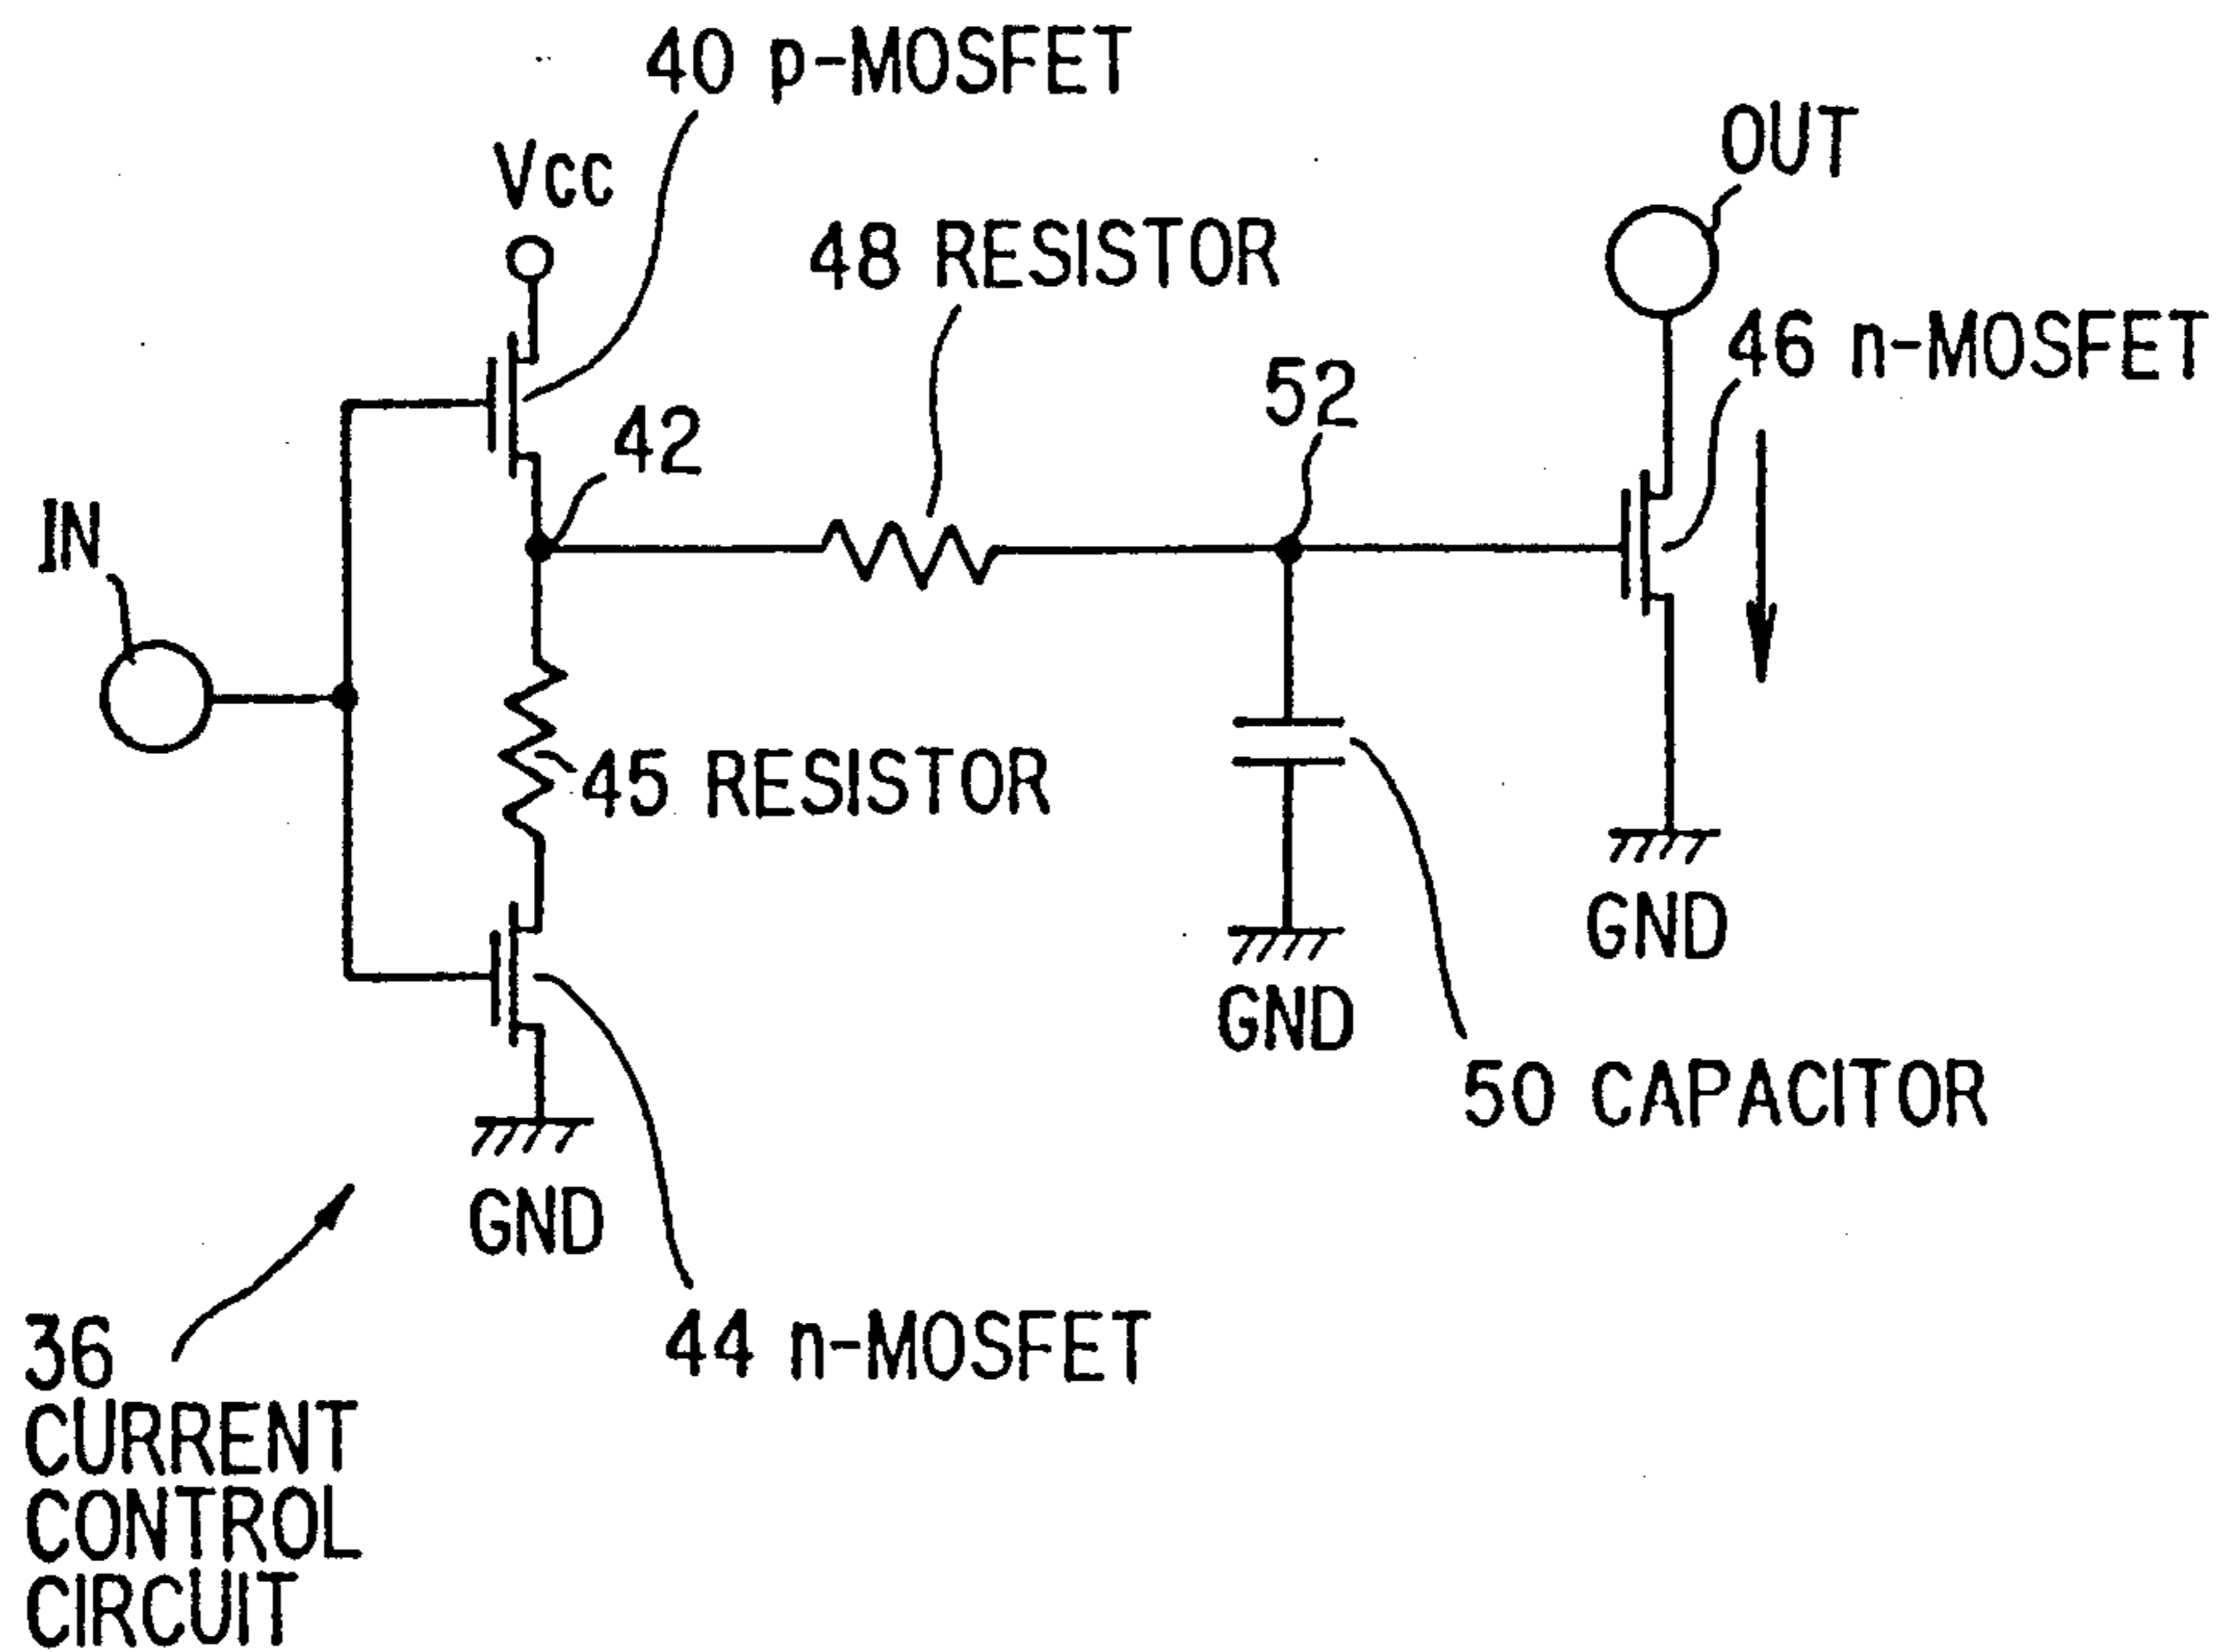 40 p-MOSFET
Vcc
OUT
48 RESISTOR
46 n-MOSFET
52
42
IN
45 RESISTOR
GND
GND
50 CAPACITOR
GND
44 n-MOSFET
36
CURRENT
CONTROL
CIRCUIT